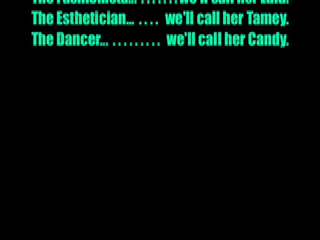 The Esthetician... .... we'll call her Tamey.
The Dancer... ......... we'll call her Candy.